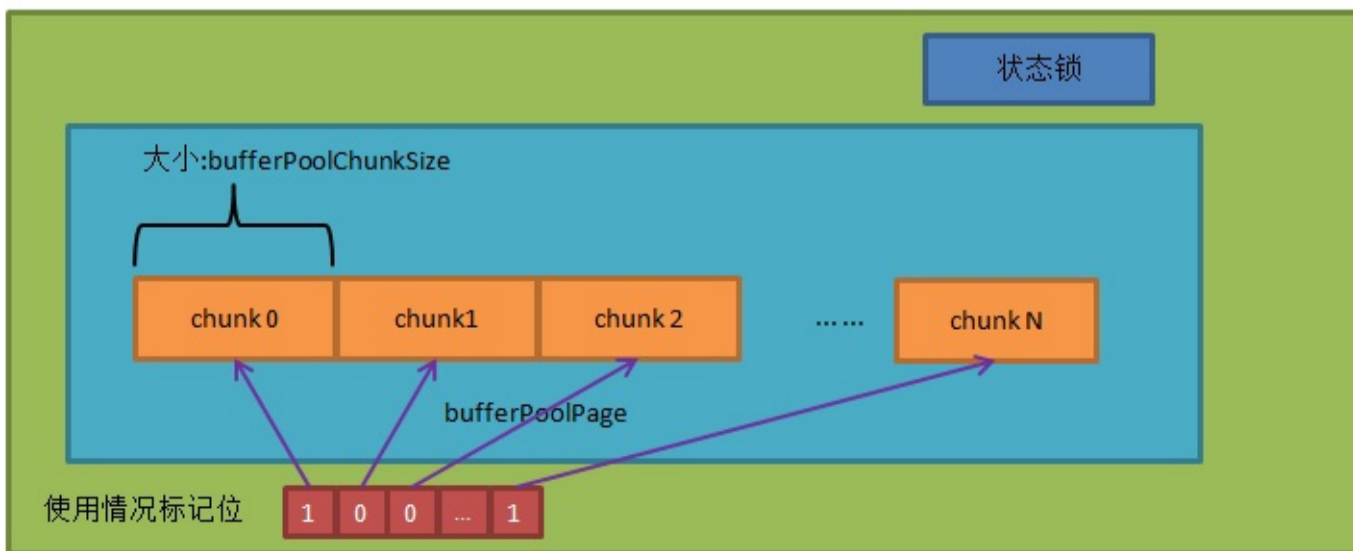 状态锁
大小:bufferPoolChunkSize
chunk 0 chunk1 chunk 2 …… chunk N
bufferPoolPage
使用情况标记位 1 0 0 ... 1